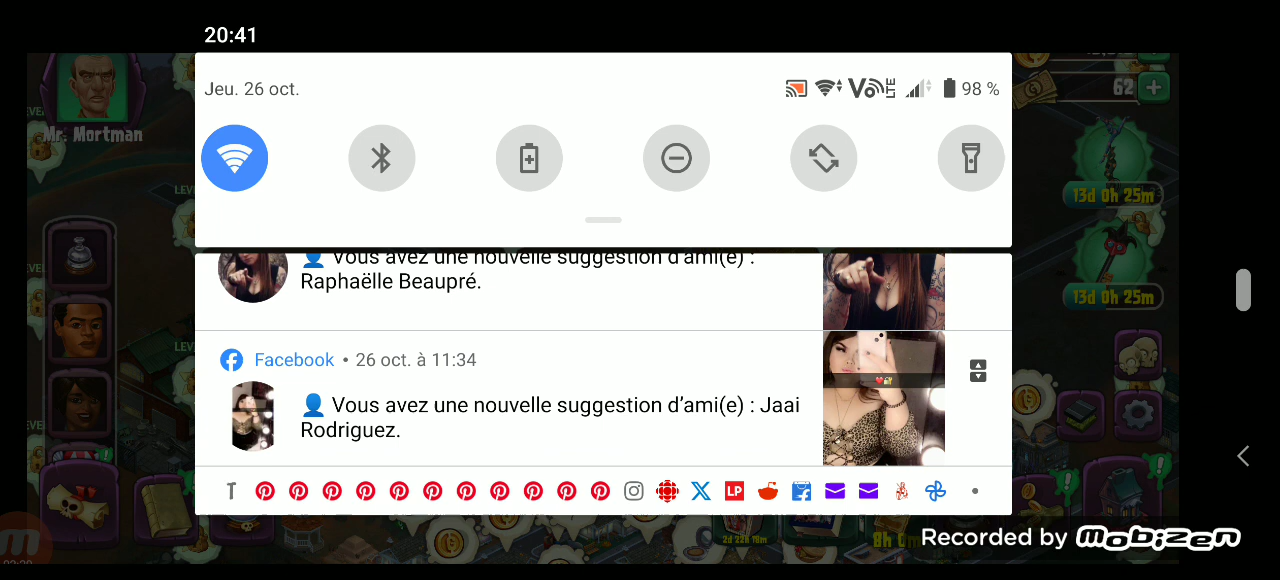 20:41
Jeu. 26 oct.
VoLTE
98 %
Mr. Mortman
62
13d 0h 25m
13d 0h 25m
👤 Vous avez une nouvelle suggestion d'ami(e) :
Raphaëlle Beaupré.
Facebook • 26 oct. à 11:34
👤 Vous avez une nouvelle suggestion d’ami(e) : Jaai
Rodriguez.
LP
Recorded by mobizen